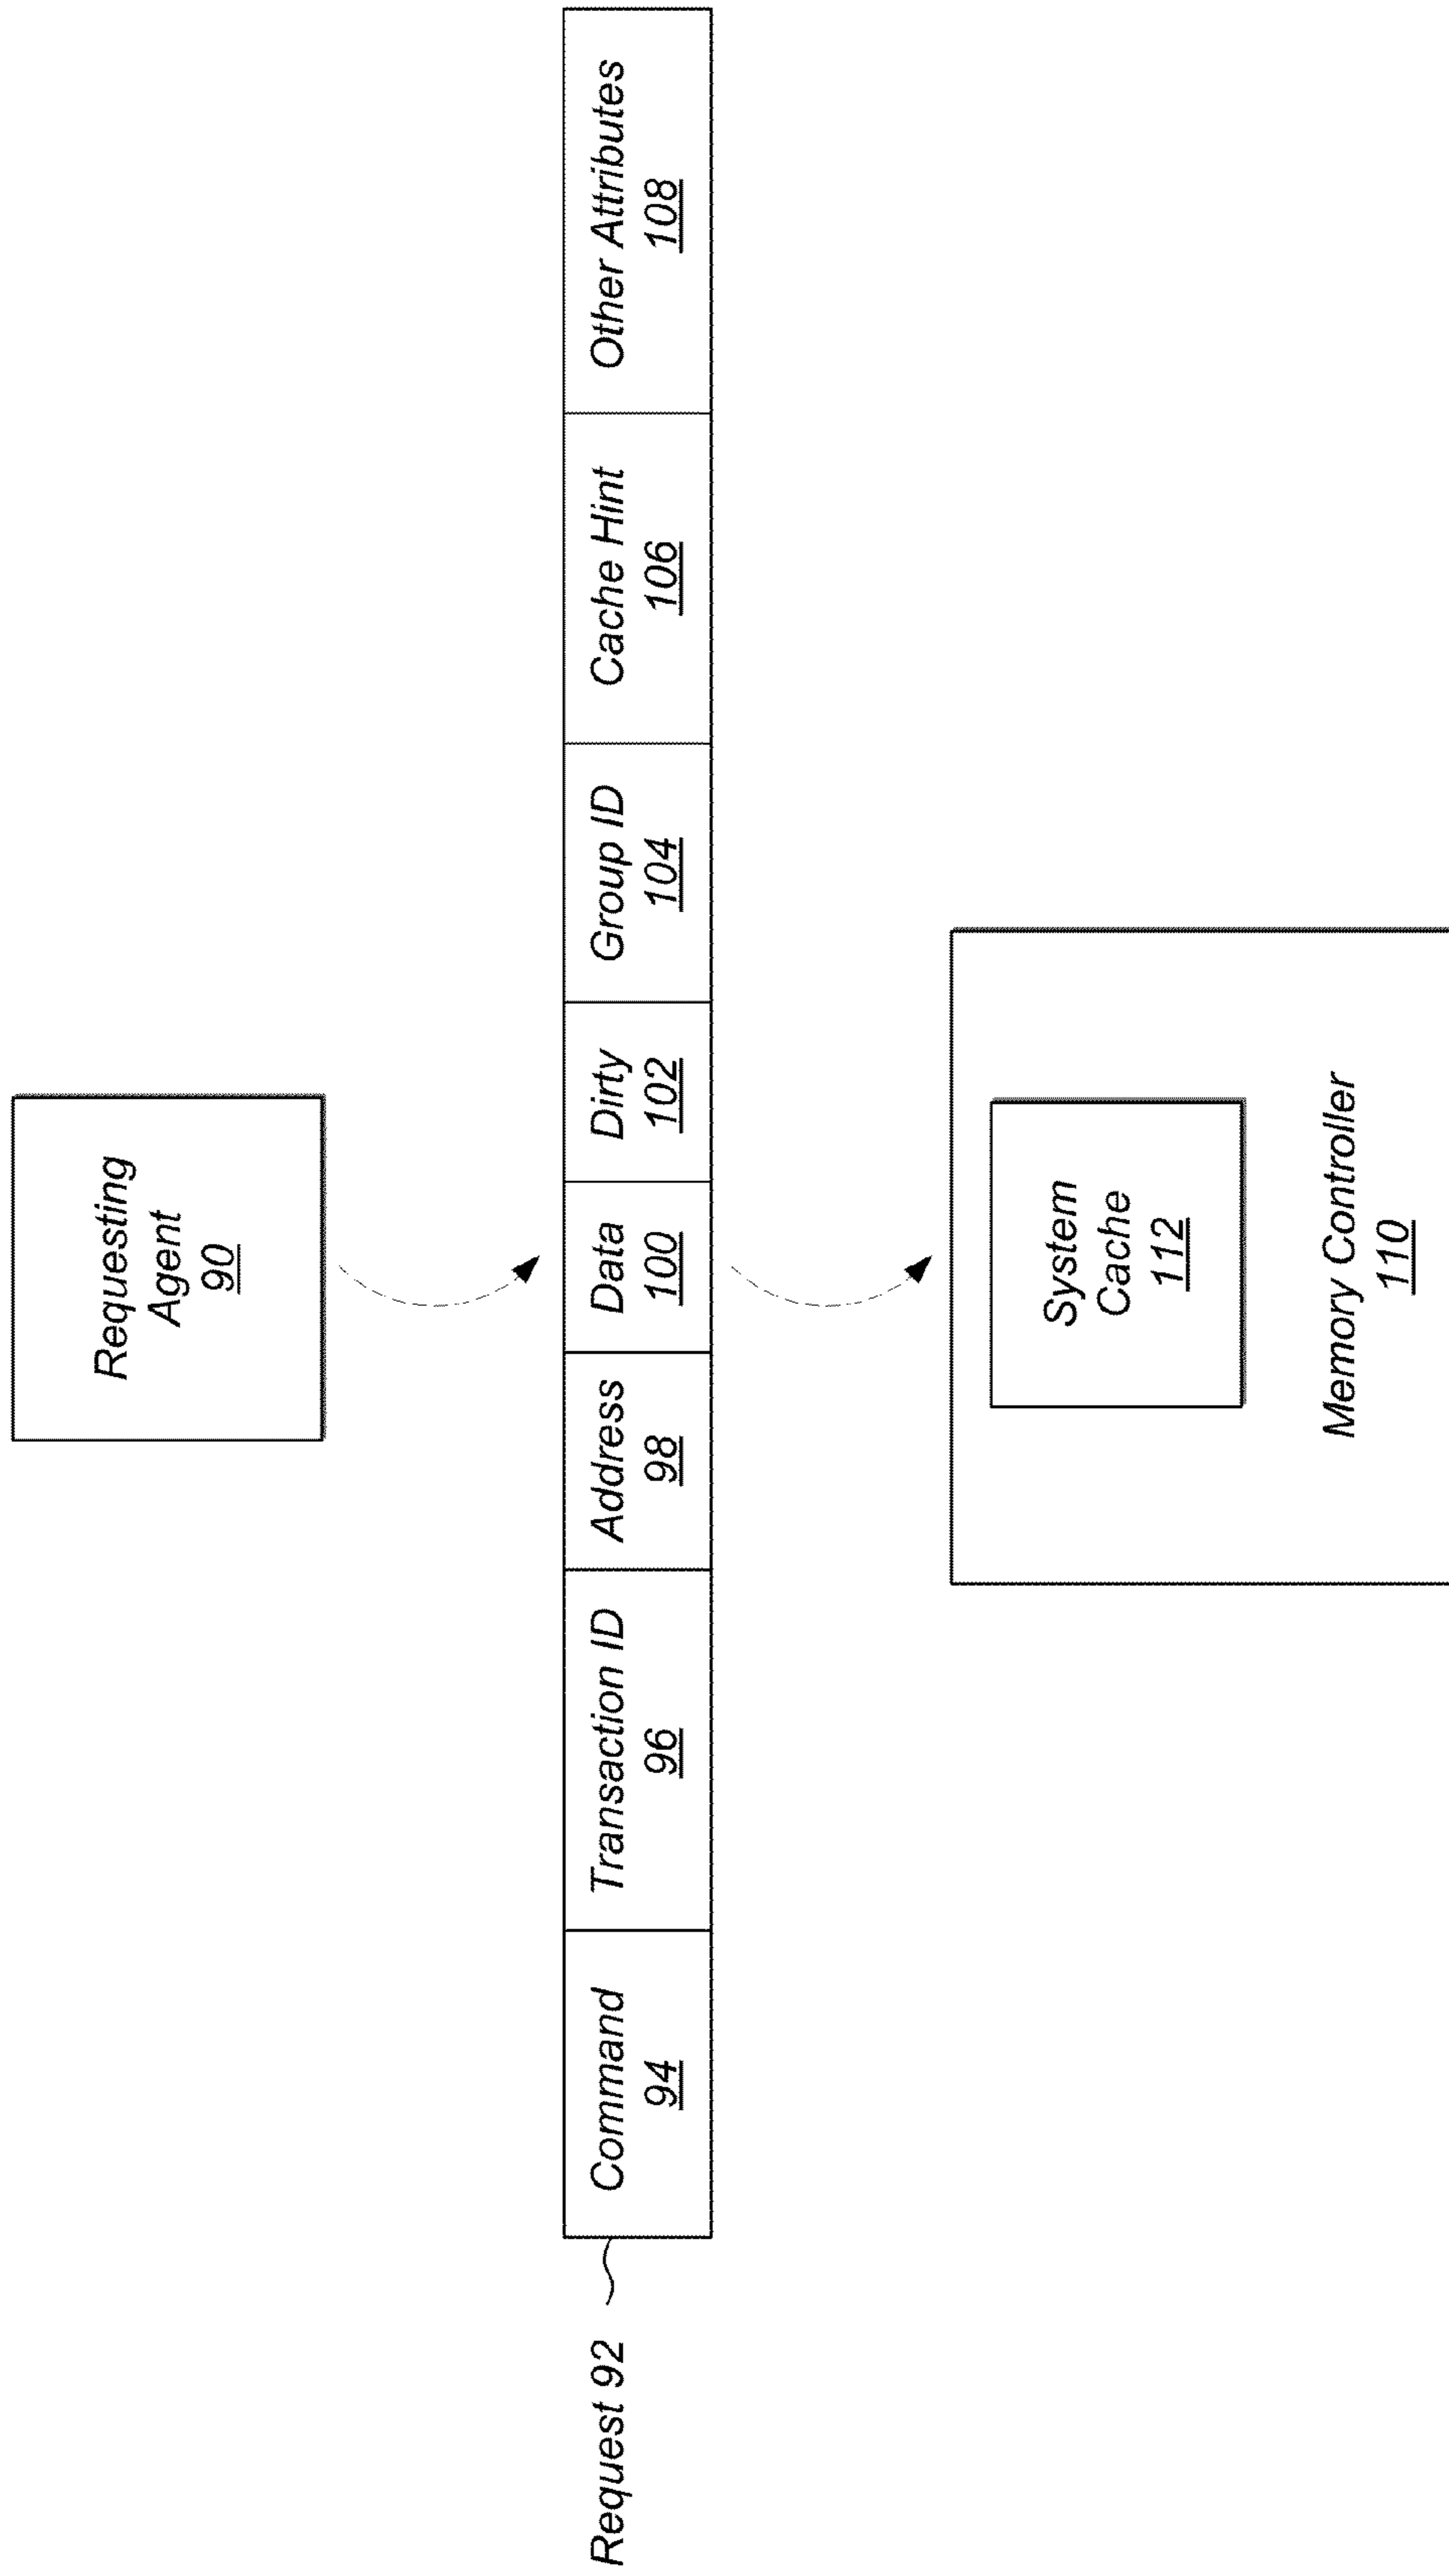 Requesting
Agent
90
Request 92
Command
94
Transaction ID
96
Address
98
Data
100
Dirty
102
Group ID
104
Cache Hint
106
Other Attributes
108
System
Cache
112
Memory Controller
110